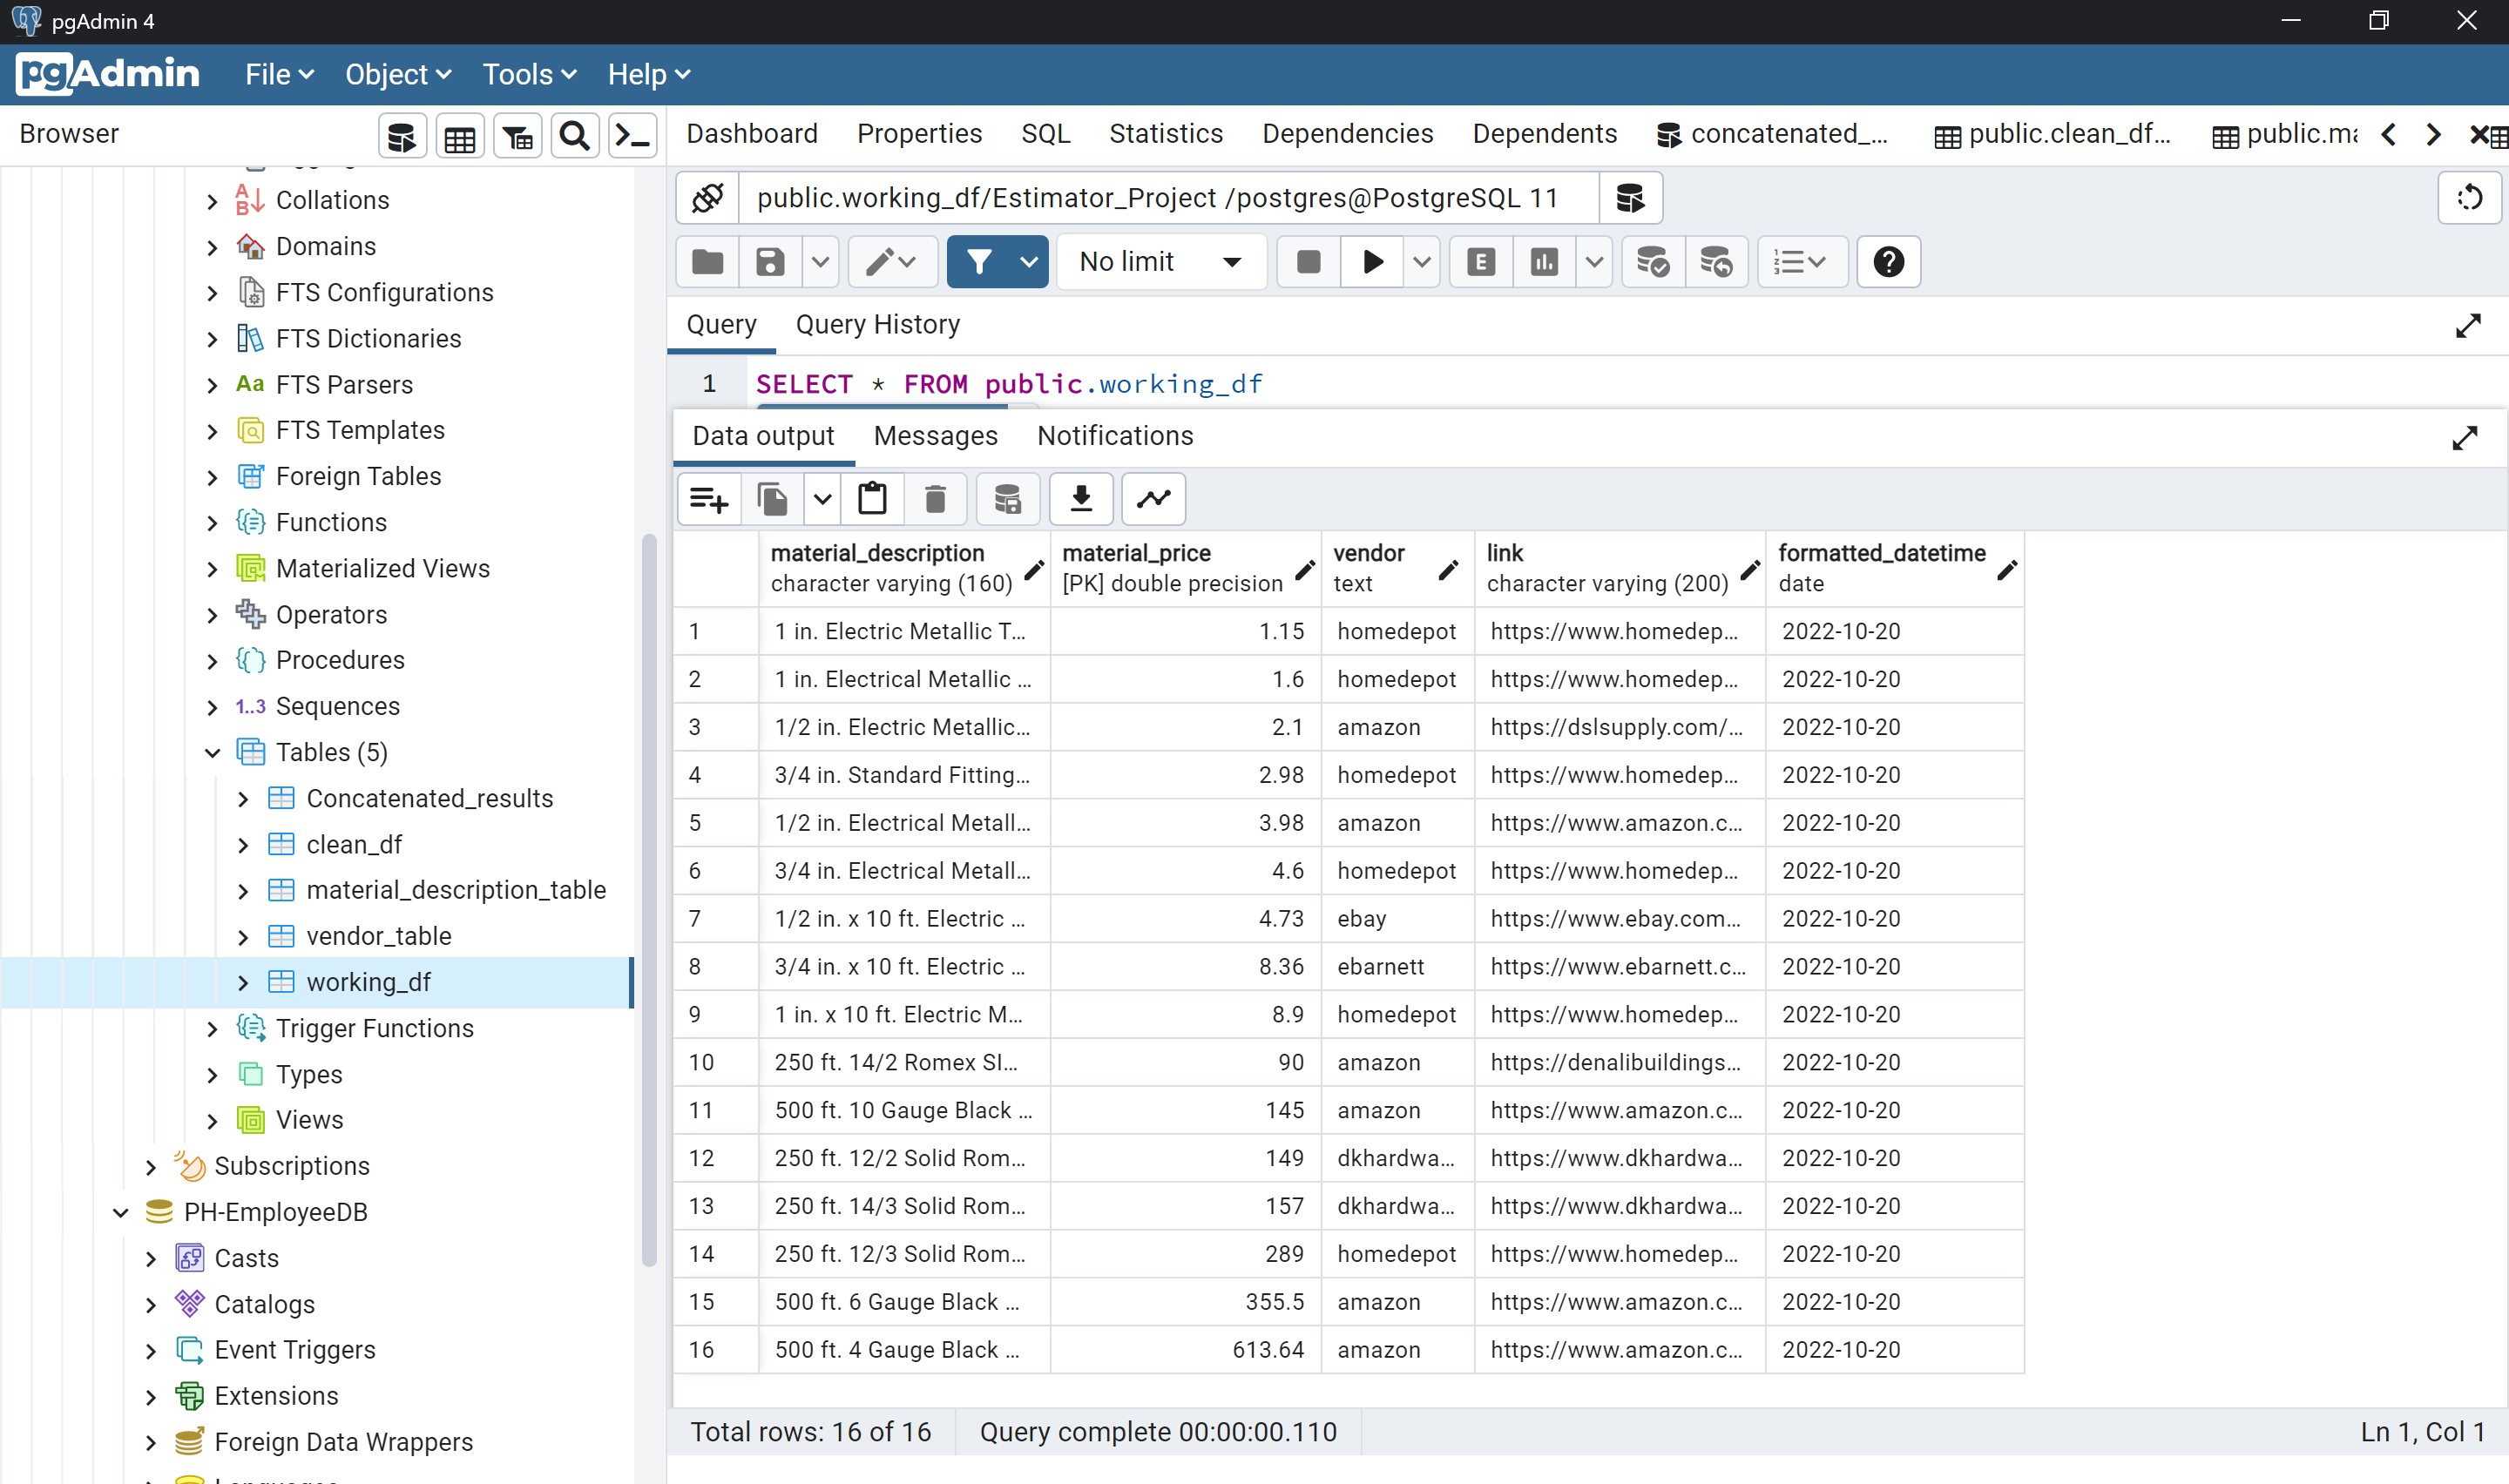 pgAdmin 4
pgAdmin File Object Tools Help
Browser
Dashboard Properties SQL Statistics Dependencies Dependents concatenated_... public.clean_df... public.ma
Collations
Domains
FTS Configurations
FTS Dictionaries
Aa FTS Parsers
FTS Templates
Foreign Tables
Functions
Materialized Views
Operators
Procedures
1..3 Sequences
Tables (5)
Concatenated_results
clean_df
material_description_table
vendor_table
working_df
Trigger Functions
Types
Views
Subscriptions
PH-EmployeeDB
Casts
Catalogs
Event Triggers
Extensions
Foreign Data Wrappers
public.working_df/Estimator_Project /postgres@PostgreSQL 11
No limit E
Query Query History
1 SELECT * FROM public.working_df
Data output Messages Notifications
material_description material_price vendor link formatted_datetime
character varying (160) [PK] double precision text character varying (200) date
1 1 in. Electric Metallic T... 1.15 homedepot https://www.homedep... 2022-10-20
2 1 in. Electrical Metallic ... 1.6 homedepot https://www.homedep... 2022-10-20
3 1/2 in. Electric Metallic... 2.1 amazon https://dslsupply.com/... 2022-10-20
4 3/4 in. Standard Fitting... 2.98 homedepot https://www.homedep... 2022-10-20
5 1/2 in. Electrical Metall... 3.98 amazon https://www.amazon.c... 2022-10-20
6 3/4 in. Electrical Metall... 4.6 homedepot https://www.homedep... 2022-10-20
7 1/2 in. x 10 ft. Electric ... 4.73 ebay https://www.ebay.com... 2022-10-20
8 3/4 in. x 10 ft. Electric ... 8.36 ebarnett https://www.ebarnett.c... 2022-10-20
9 1 in. x 10 ft. Electric M... 8.9 homedepot https://www.homedep... 2022-10-20
10 250 ft. 14/2 Romex SI... 90 amazon https://denalibuildings... 2022-10-20
11 500 ft. 10 Gauge Black ... 145 amazon https://www.amazon.c... 2022-10-20
12 250 ft. 12/2 Solid Rom... 149 dkhardwa... https://www.dkhardwa... 2022-10-20
13 250 ft. 14/3 Solid Rom... 157 dkhardwa... https://www.dkhardwa... 2022-10-20
14 250 ft. 12/3 Solid Rom... 289 homedepot https://www.homedep... 2022-10-20
15 500 ft. 6 Gauge Black ... 355.5 amazon https://www.amazon.c... 2022-10-20
16 500 ft. 4 Gauge Black ... 613.64 amazon https://www.amazon.c... 2022-10-20
Total rows: 16 of 16 Query complete 00:00:00.110 Ln 1, Col 1